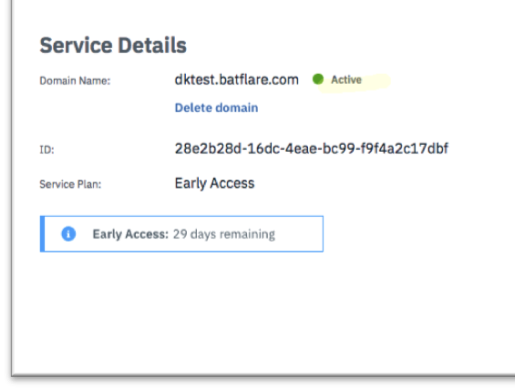 Service Details
Domain Name: dktest.batflare.com Active
Delete domain
ID: 28e2b28d-16dc-4eae-bc99-f9f4a2c17dbf
Service Plan: Early Access
Early Access: 29 days remaining